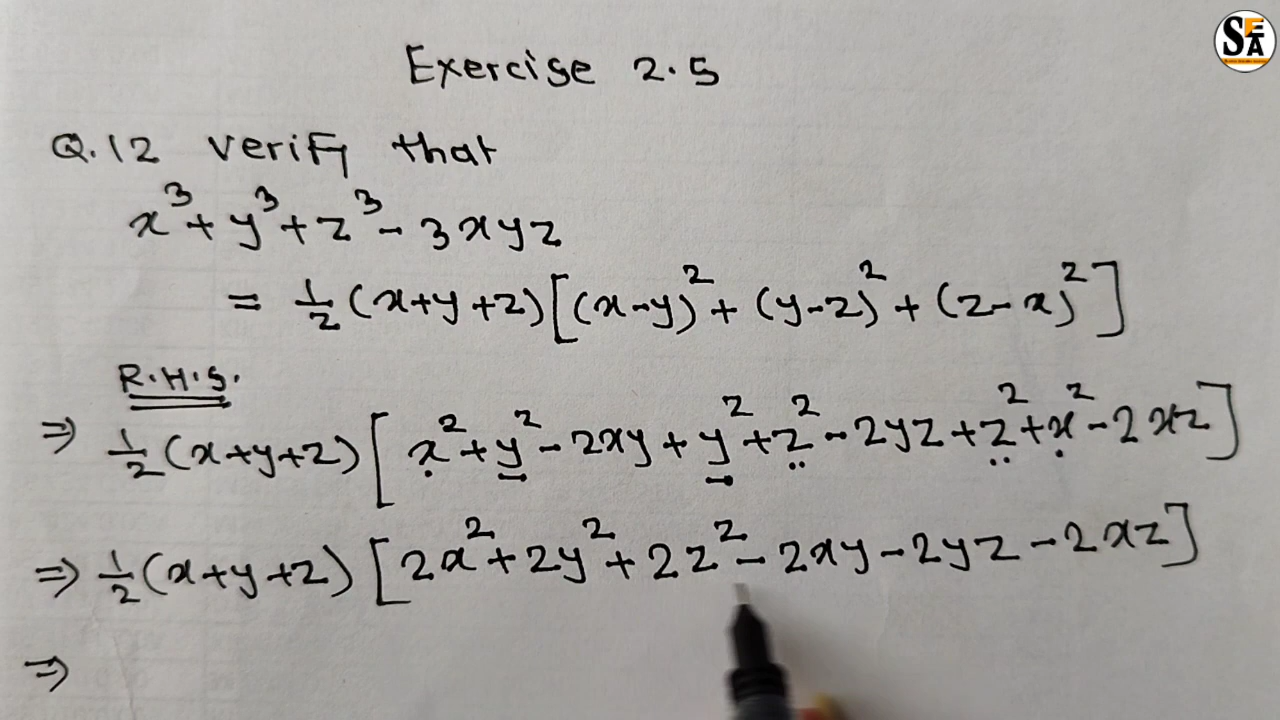 Exercise 2.5
Q.12 verify that
x³ + y³ + z³ - 3xyz
= 1/2 (x+y+z) [(x-y)² + (y-z)² + (z-x)²]
R.H.S.
⇒ 1/2 (x+y+z) [x² + y² - 2xy + y² + z² - 2yz + z² + x² - 2xz]
⇒ 1/2 (x+y+z) [2x² + 2y² + 2z² - 2xy - 2yz - 2xz]
⇒
SEA